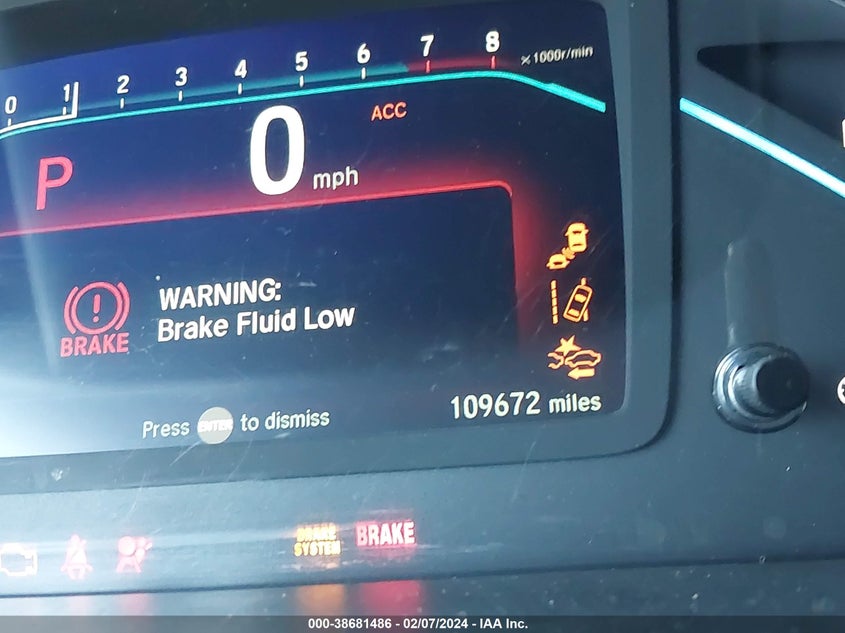 0 1 2 3 4 5 6 7 8 ×1000r/min
ACC
P 0 mph
WARNING:
Brake Fluid Low
BRAKE
Press ENTER to dismiss
109672 miles
BRAKE
SYSTEM
BRAKE
000-38681486 - 02/07/2024 - IAA Inc.